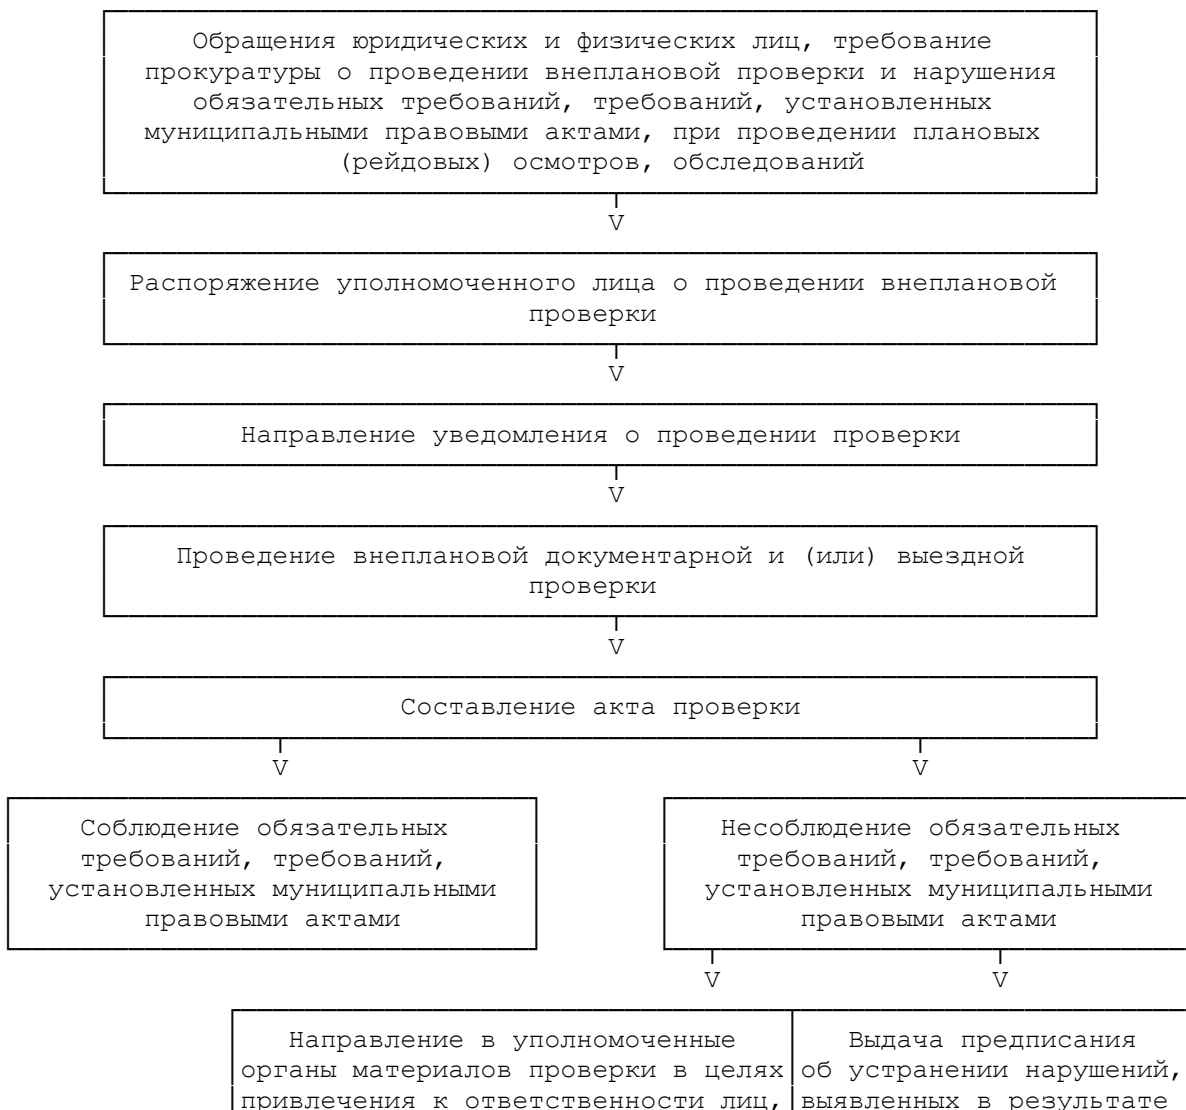 Обращения юридических и физических лиц, требование
прокуратуры о проведении внеплановой проверки и нарушения
обязательных требований, требований, установленных
муниципальными правовыми актами, при проведении плановых
(рейдовых) осмотров, обследований
V
Распоряжение уполномоченного лица о проведении внеплановой
проверки
V
Направление уведомления о проведении проверки
V
Проведение внеплановой документарной и (или) выездной
проверки
V
Составление акта проверки
V V
Соблюдение обязательных
требований, требований,
установленных муниципальными
правовыми актами
Несоблюдение обязательных
требований, требований,
установленных муниципальными
правовыми актами
V V
Направление в уполномоченные
органы материалов проверки в целях
привлечения к ответственности лиц,
Выдача предписания
об устранении нарушений,
выявленных в результате